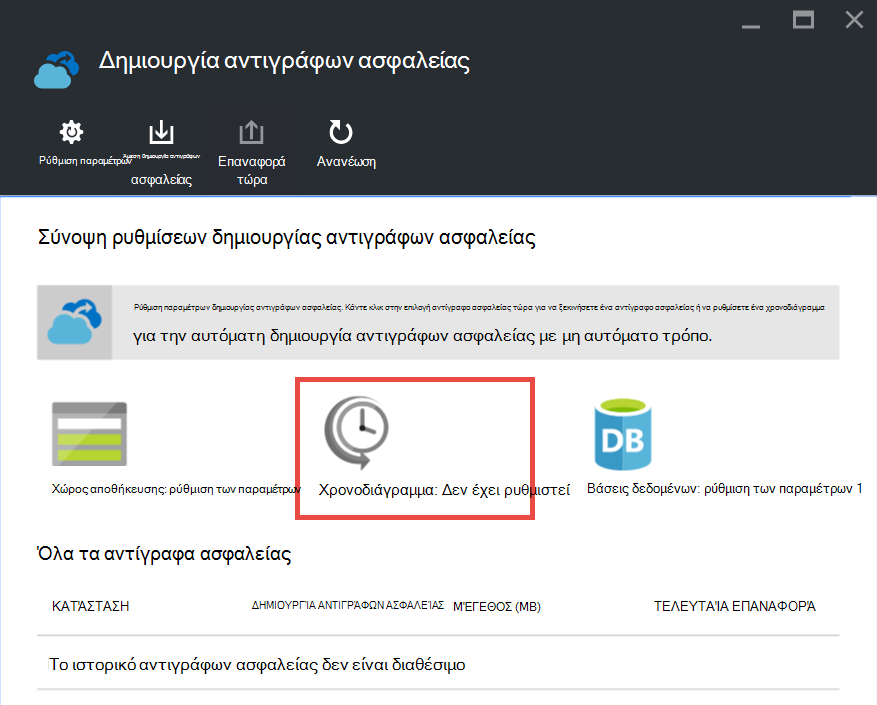 Δημιουργία αντιγράφων ασφαλείας
Ρύθμιση παραμέτρων
Άμεση δημιουργία αντιγράφων
ασφαλείας
Επαναφορά
τώρα
Ανανέωση
Σύνοψη ρυθμίσεων δημιουργίας αντιγράφων ασφαλείας
Ρύθμιση παραμέτρων δημιουργίας αντιγράφων ασφαλείας. Κάντε κλικ στην επιλογή αντίγραφο ασφαλείας τώρα για να ξεκινήσετε ένα αντίγραφο ασφαλείας ή να ρυθμίσετε ένα χρονοδιάγραμμα
για την αυτόματη δημιουργία αντιγράφων ασφαλείας με μη αυτόματο τρόπο.
DB
Χώρος αποθήκευσης: ρύθμιση των παραμέτρων
Χρονοδιάγραμμα: Δεν έχει ρυθμιστεί
Βάσεις δεδομένων: ρύθμιση των παραμέτρων 1
Όλα τα αντίγραφα ασφαλείας
ΚΑΤΆΣΤΑΣΗ ΔΗΜΙΟΥΡΓΊΑ ΑΝΤΙΓΡΆΦΩΝ ΑΣΦΑΛΕΊΑΣ ΜΈΓΕΘΟΣ (MB) ΤΕΛΕΥΤΑΊΑ ΕΠΑΝΑΦΟΡΆ
Το ιστορικό αντιγράφων ασφαλείας δεν είναι διαθέσιμο